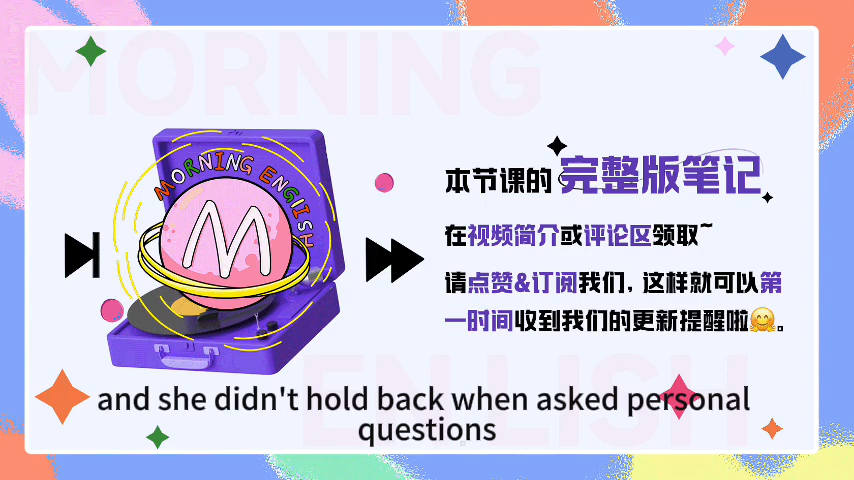 MORNING
MORNING ENGLISH
M
本节课的完整版笔记
在视频简介或评论区领取~
请点赞&订阅我们, 这样就可以第
一时间收到我们的更新提醒啦🤗。
and she didn't hold back when asked personal
questions